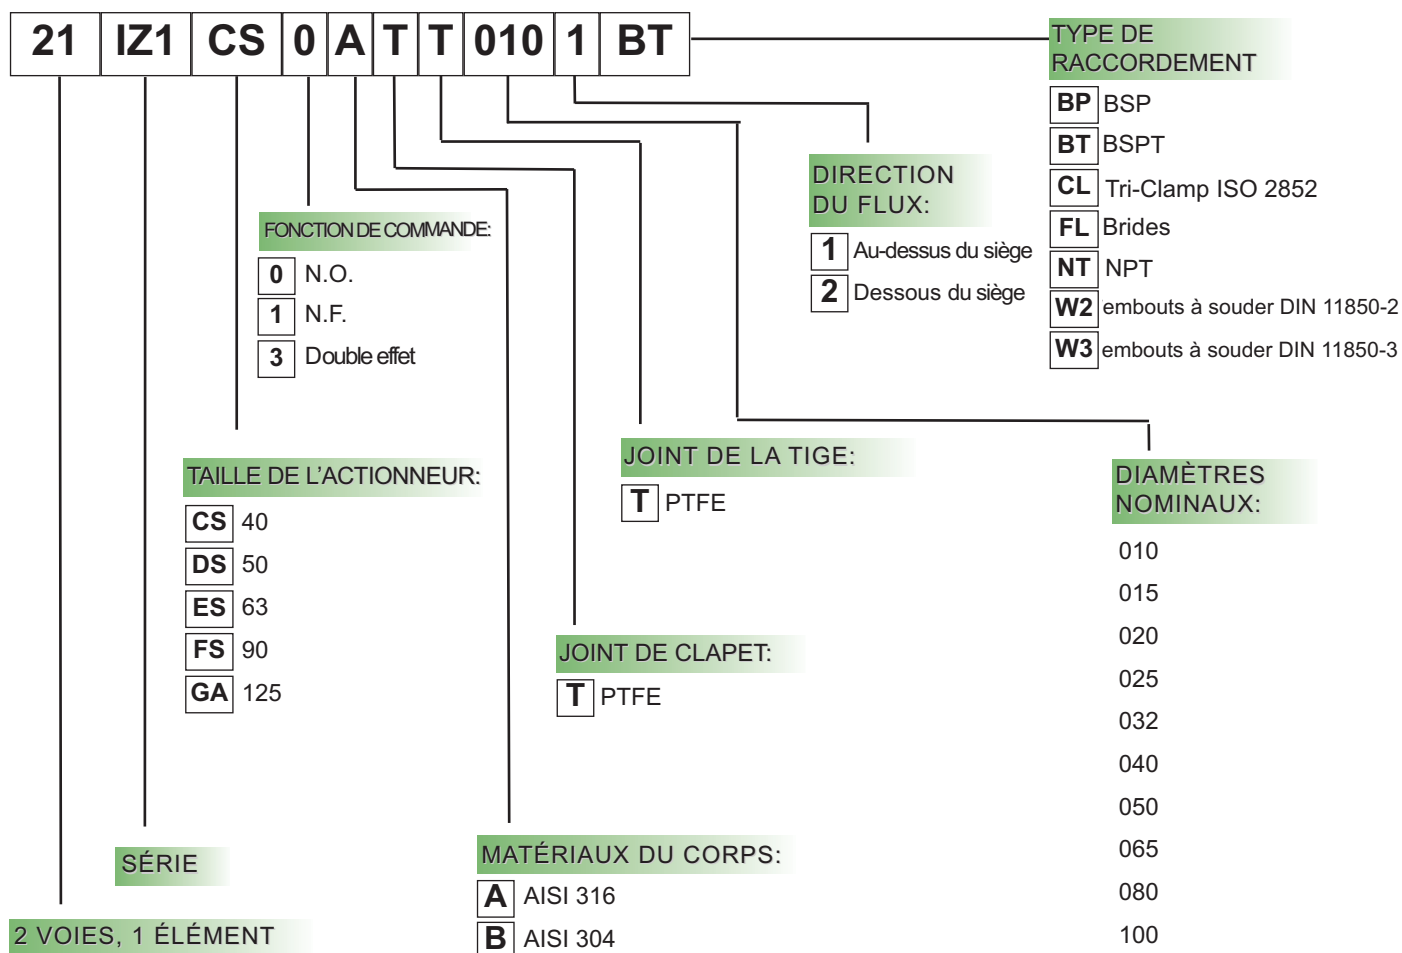 21 IZ1 CS 0 A T T 010 1 BT
TYPE DE
RACCORDEMENT
BP BSP
BT BSPT
CL Tri-Clamp ISO 2852
FL Brides
NT NPT
W2 embouts à souder DIN 11850-2
W3 embouts à souder DIN 11850-3
DIRECTION
DU FLUX:
1 Au-dessus du siège
2 Dessous du siège
FONCTION DE COMMANDE:
0 N.O.
1 N.F.
3 Double effet
TAILLE DE L'ACTIONNEUR:
CS 40
DS 50
ES 63
FS 90
GA 125
JOINT DE LA TIGE:
T PTFE
DIAMÈTRES
NOMINAUX:
010
015
020
025
032
040
050
065
080
100
JOINT DE CLAPET:
T PTFE
SÉRIE
MATÉRIAUX DU CORPS:
A AISI 316
B AISI 304
2 VOIES, 1 ÉLÉMENT